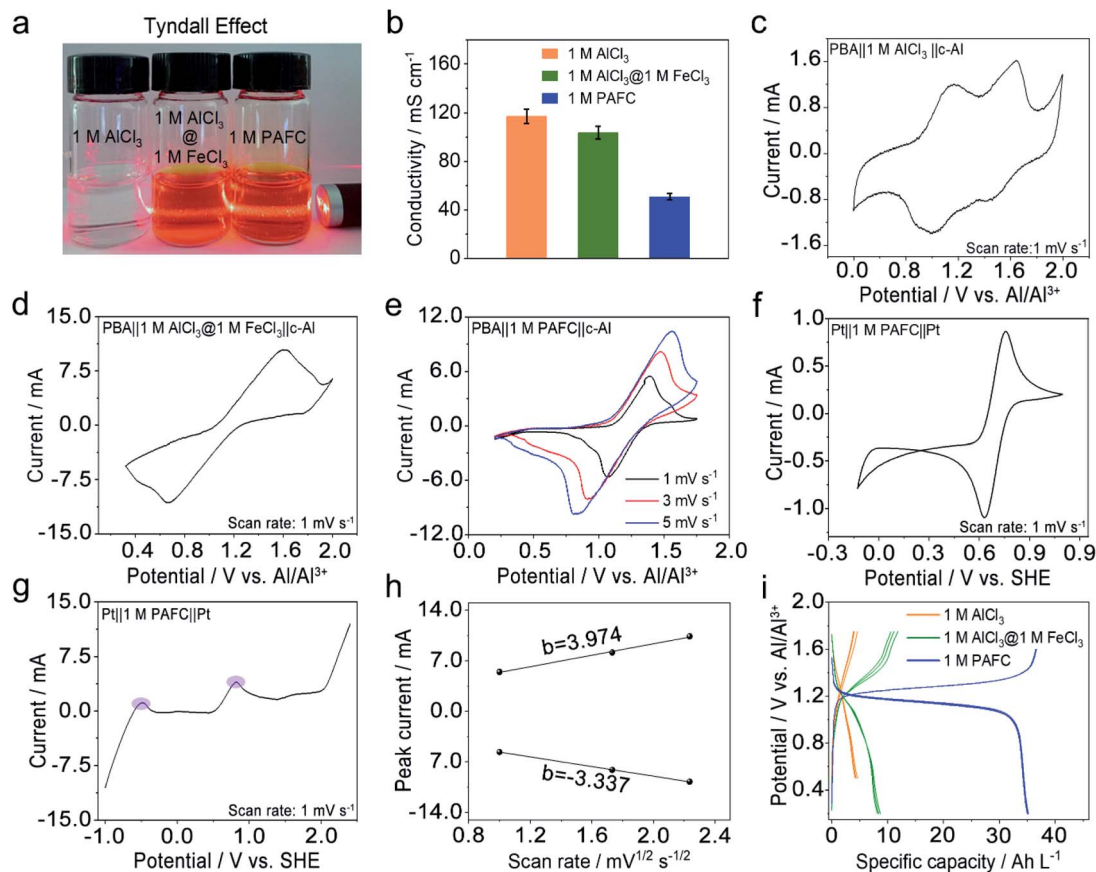 a
Tyndall Effect
1 M AlCl₃
1 M AlCl₃
@
1 M FeCl₃
1 M PAFC
b
Conductivity / mS cm⁻¹
160
120
80
40
0
1 M AlCl₃
1 M AlCl₃@1 M FeCl₃
1 M PAFC
c
PBA||1 M AlCl₃ ||c-Al
Current / mA
1.6
0.8
0.0
-0.8
-1.6
Scan rate:1 mV s⁻¹
0.0 0.4 0.8 1.2 1.6 2.0
Potential / V vs. Al/Al³⁺
d
PBA||1 M AlCl₃@1 M FeCl₃||c-Al
Current / mA
15.0
7.5
0.0
-7.5
-15.0
Scan rate: 1 mV s⁻¹
0.4 0.8 1.2 1.6 2.0
Potential / V vs. Al/Al³⁺
e
PBA||1 M PAFC||c-Al
Current / mA
12.0
6.0
0.0
-6.0
-12.0
1 mV s⁻¹
3 mV s⁻¹
5 mV s⁻¹
0.0 0.6 1.2 1.8
Potential / V vs. Al/Al³⁺
f
Pt||1 M PAFC||Pt
Current / mA
1.0
0.5
0.0
-0.5
-1.0
Scan rate: 1 mV s⁻¹
-0.3 0.0 0.3 0.6 0.9
Potential / V vs. SHE
g
Pt||1 M PAFC||Pt
Current / mA
15.0
7.5
0.0
-7.5
-15.0
Scan rate: 1 mV s⁻¹
-1.0 0.0 1.0 2.0
Potential / V vs. SHE
h
Peak current / mA
14.0
7.0
0.0
7.0
-14.0
b=3.974
b=-3.337
0.8 1.2 1.6 2.0 2.4
Scan rate / mV¹ᐟ² s⁻¹ᐟ²
i
Potential / V vs. Al/Al³⁺
2.0
1.6
1.2
0.8
0.4
1 M AlCl₃
1 M AlCl₃@1 M FeCl₃
1 M PAFC
0 10 20 30 40
Specific capacity / Ah L⁻¹